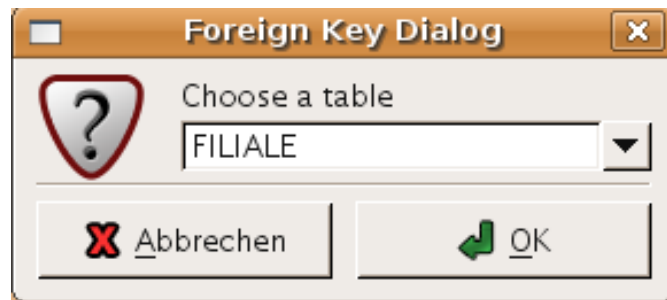 Foreign Key Dialog
Choose a table
FILIALE
Abbrechen OK